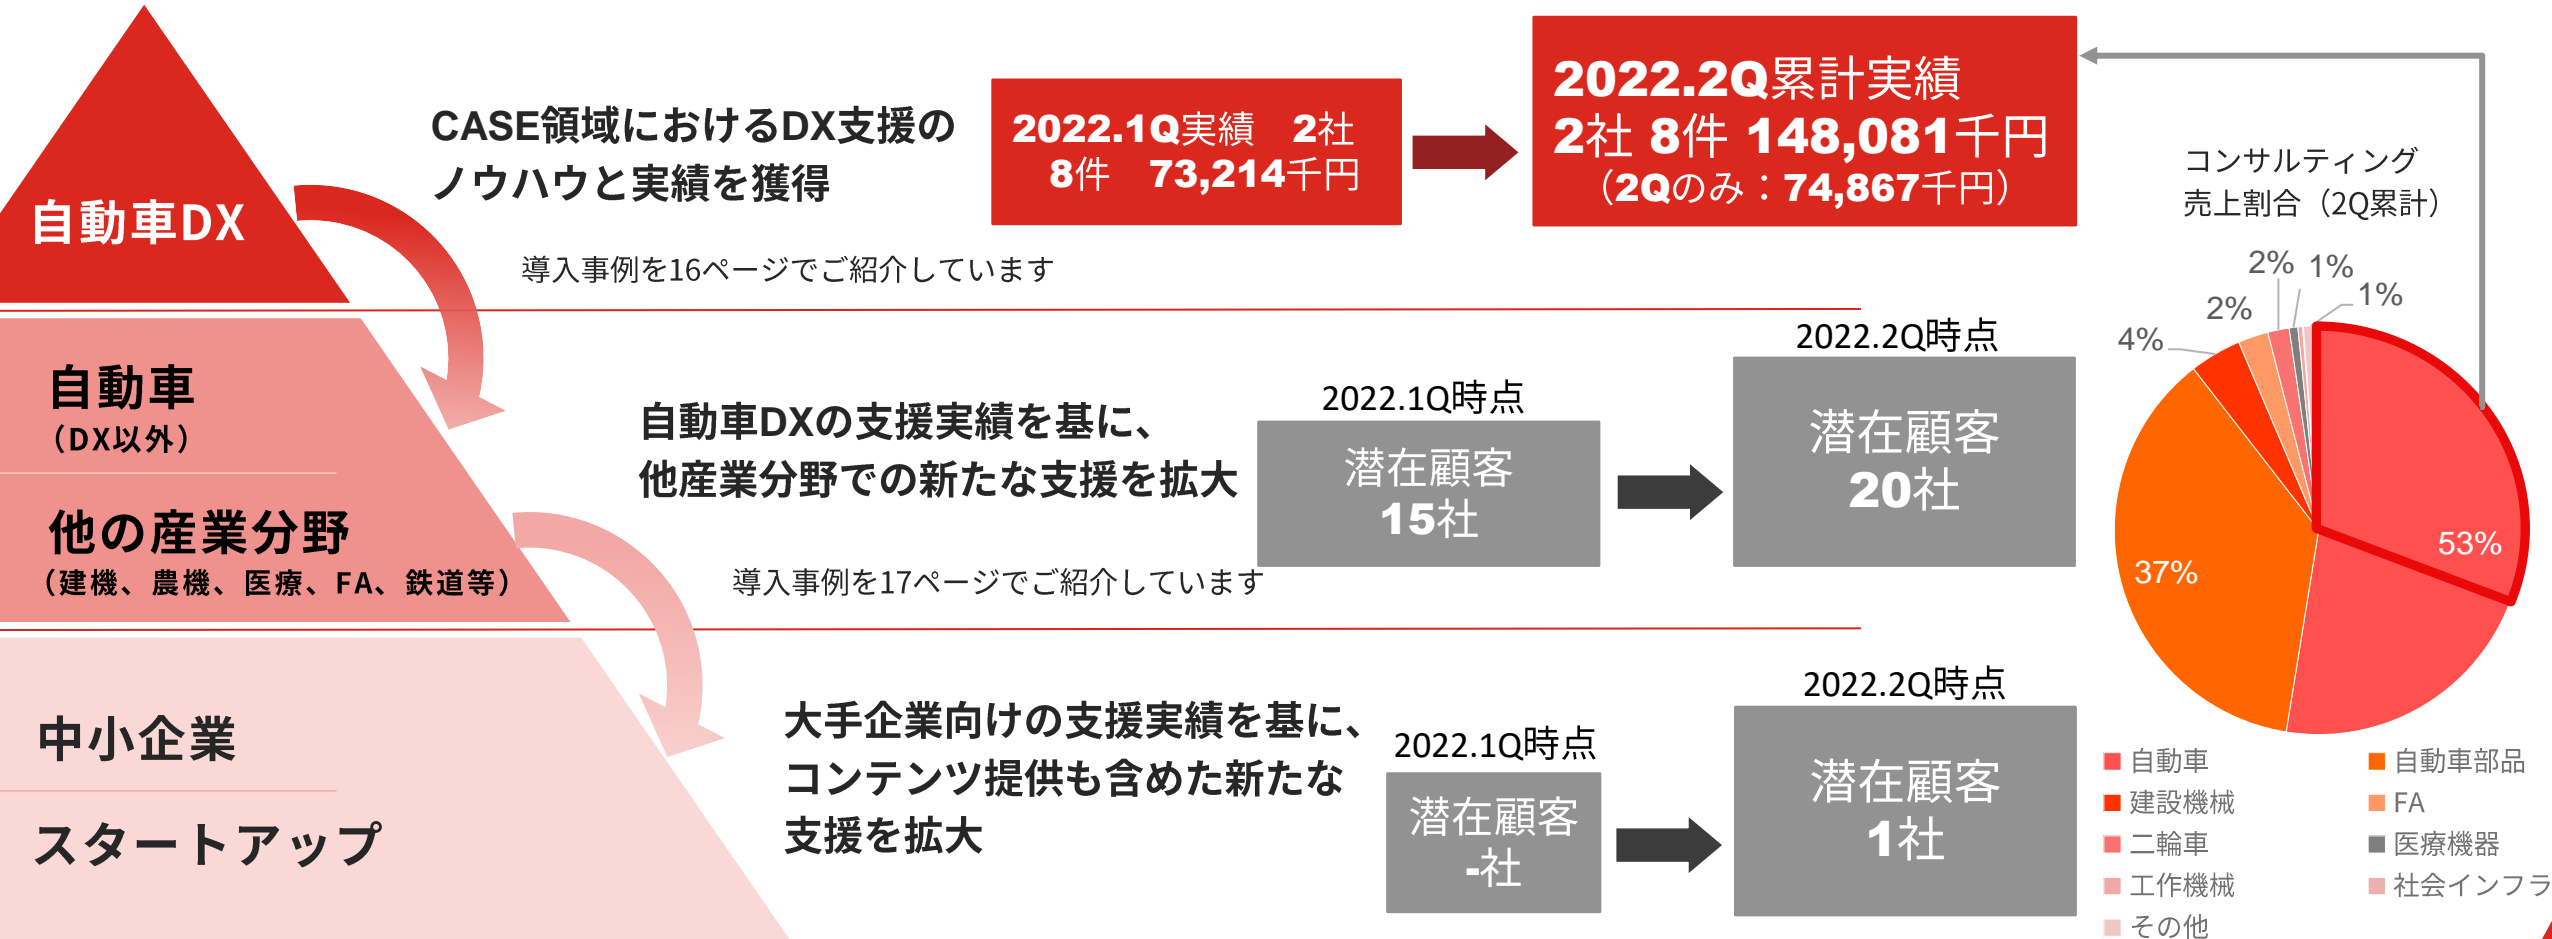 自動車DX
CASE領域におけるDX支援の
ノウハウと実績を獲得
導入事例を16ページでご紹介しています
2022.1Q実績　2社
8件　73,214千円
2022.2Q累計実績
2社 8件 148,081千円
（2Qのみ：74,867千円）
自動車
（DX以外）
他の産業分野
（建機、農機、医療、FA、鉄道等）
自動車DXの支援実績を基に、
他産業分野での新たな支援を拡大
導入事例を17ページでご紹介しています
2022.1Q時点
潜在顧客
15社
2022.2Q時点
潜在顧客
20社
中小企業
スタートアップ
大手企業向けの支援実績を基に、
コンテンツ提供も含めた新たな
支援を拡大
2022.1Q時点
潜在顧客
-社
2022.2Q時点
潜在顧客
1社
コンサルティング
売上割合（2Q累計）
2%
1%
1%
2%
4%
53%
37%
自動車
自動車部品
建設機械
FA
二輪車
医療機器
工作機械
社会インフラ
その他